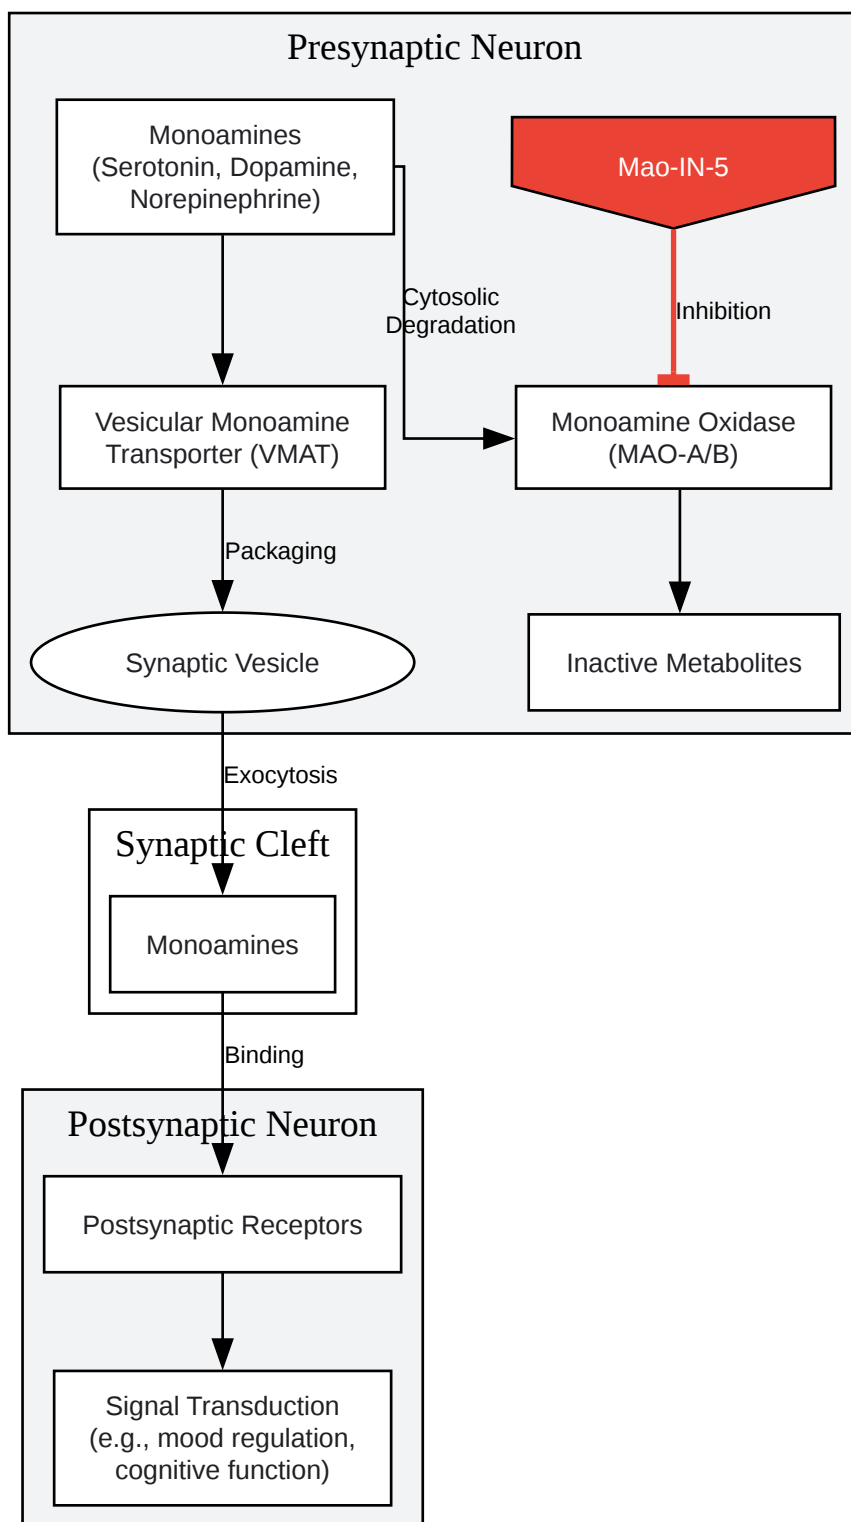 Presynaptic Neuron
Monoamines
(Serotonin, Dopamine,
Norepinephrine)
Mao-IN-5
Cytosolic
Degradation
Inhibition
Vesicular Monoamine
Transporter (VMAT)
Monoamine Oxidase
(MAO-A/B)
Packaging
Synaptic Vesicle
Inactive Metabolites
Exocytosis
Synaptic Cleft
Monoamines
Binding
Postsynaptic Neuron
Postsynaptic Receptors
Signal Transduction
(e.g., mood regulation,
cognitive function)